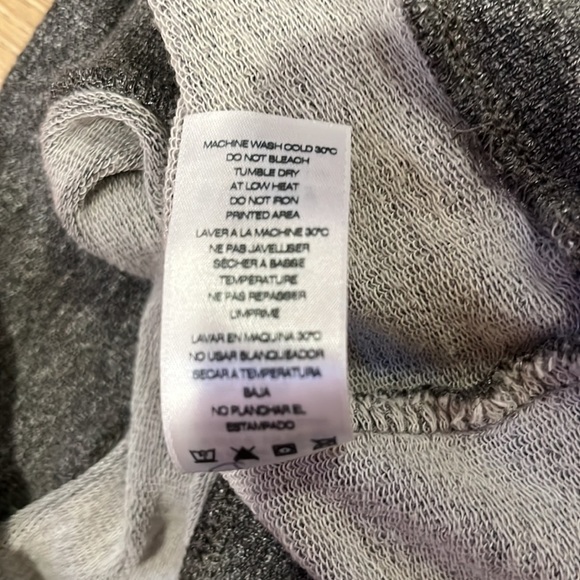 MACHINE WASH COLD 30°C
DO NOT BLEACH
TUMBLE DRY
AT LOW HEAT
DO NOT IRON
PRINTED AREA
LAVER A LA MACHINE 30°C
NE PAS JAVELLISER
SÉCHER A BASSE
TEMPÉRATURE
NE PAS REPASSER
L'IMPRIME
LAVAR EN MAQUINA 30°C
NO USAR BLANQUEADOR
SECAR A TEMPERATURA
BAJA
NO PLANCHAR EL
ESTAMPADO